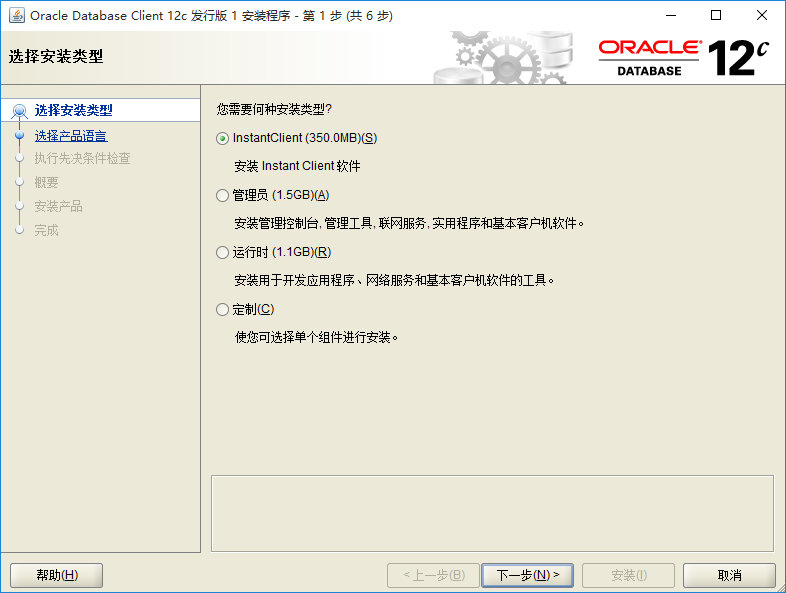 Oracle Database Client 12c 发行版 1 安装程序 - 第 1 步 (共 6 步)
选择安装类型
ORACLE®
DATABASE
12c
选择安装类型
选择产品语言
执行先决条件检查
概要
安装产品
完成
您需要何种安装类型?
InstantClient (350.0MB)(S)
安装 Instant Client 软件
管理员 (1.5GB)(A)
安装管理控制台, 管理工具, 联网服务, 实用程序和基本客户机软件。
运行时 (1.1GB)(R)
安装用于开发应用程序、网络服务和基本客户机软件的工具。
定制(C)
使您可选择单个组件进行安装。
帮助(H)
< 上一步(B)
下一步(N) >
安装(I)
取消